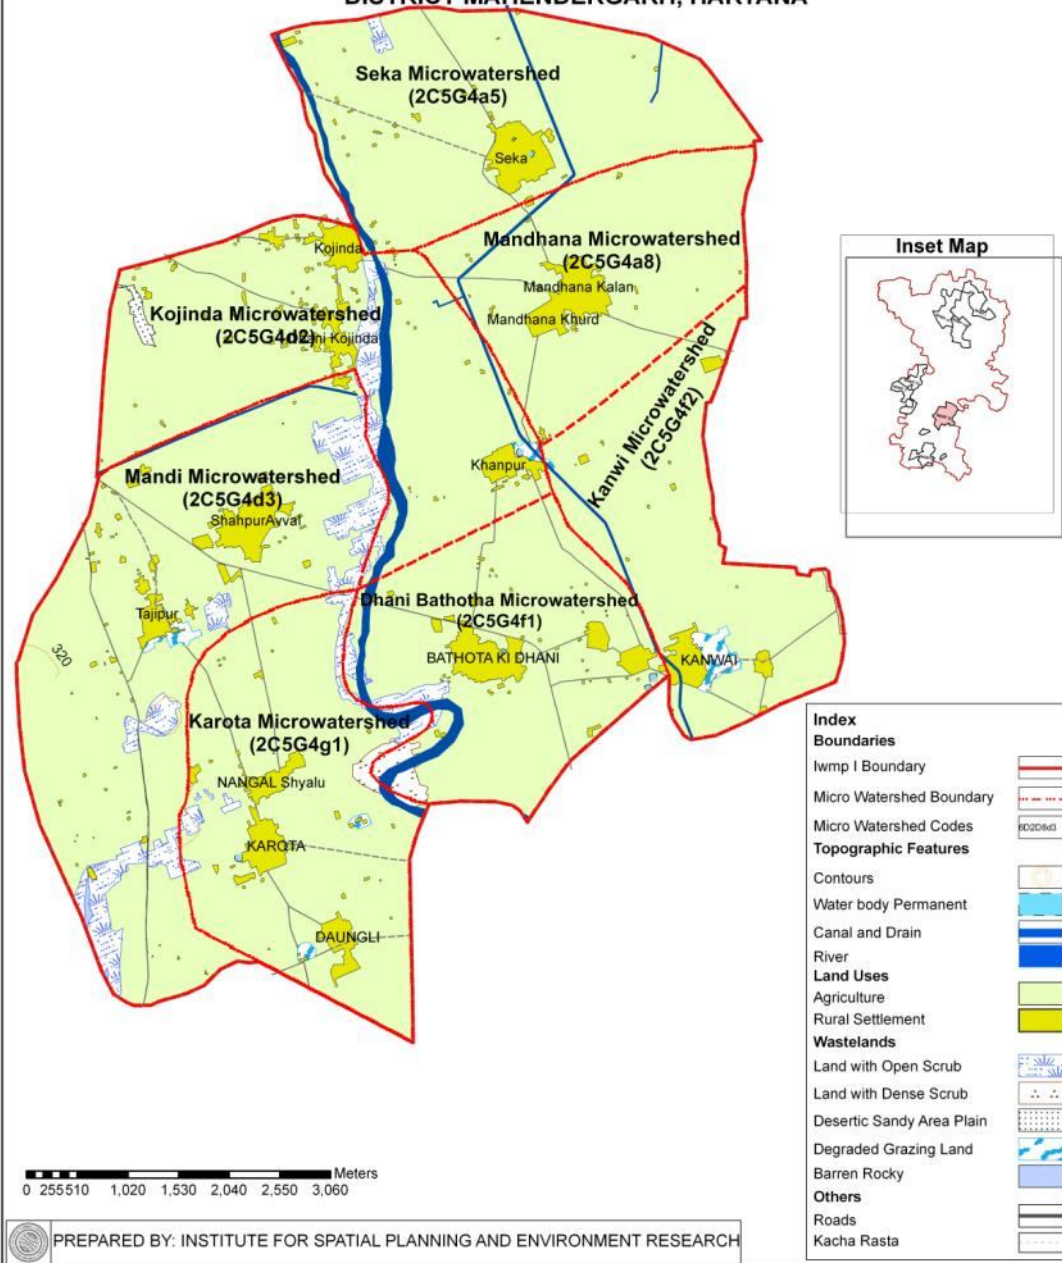 DISTRICT MAHENDERGARH, HARYANA
Seka Microwatershed
(2C5G4a5)
Seka
Mandhana Microwatershed
(2C5G4a8)
Mandhana Kalan
Mandhana Khurd
Kojinda
Kojinda Microwatershed
(2C5G4d2)
Kojinda
Kanwi Microwatershed
(2C5G4f2)
Khanpur
Mandi Microwatershed
(2C5G4d3)
ShahpurAvval
Tajipur
320
Dhani Bathotha Microwatershed
(2C5G4f1)
BATHOTA KI DHANI
KANWAI
Karota Microwatershed
(2C5G4g1)
NANGAL Shyalu
KAROTA
DAUNGLI
Inset Map
Index
Boundaries
Iwmp I Boundary
Micro Watershed Boundary
Micro Watershed Codes
6D2D8d3
Topographic Features
Contours
Water body Permanent
Canal and Drain
River
Land Uses
Agriculture
Rural Settlement
Wastelands
Land with Open Scrub
Land with Dense Scrub
Desertic Sandy Area Plain
Degraded Grazing Land
Barren Rocky
Others
Roads
Kacha Rasta
Meters
0 255510 1,020 1,530 2,040 2,550 3,060
PREPARED BY: INSTITUTE FOR SPATIAL PLANNING AND ENVIRONMENT RESEARCH